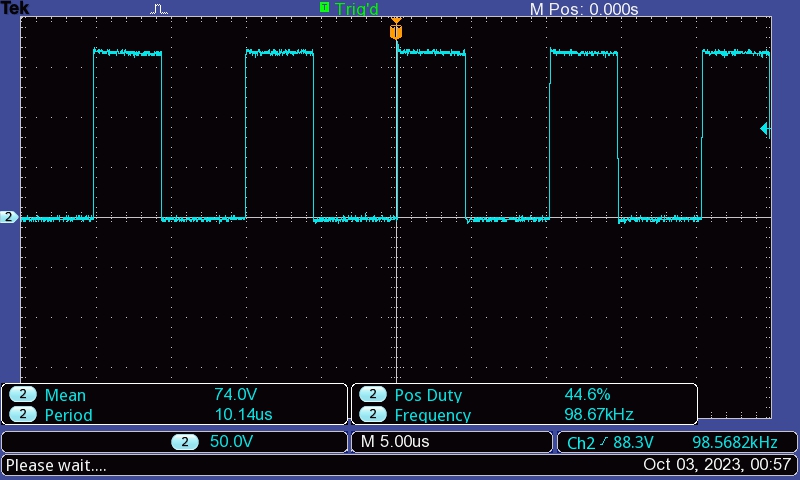 Tek Trig'd M Pos: 0.000s
T
2
2 Mean 74.0V 2 Pos Duty 44.6%
2 Period 10.14us 2 Frequency 98.67kHz
2 50.0V M 5.00us Ch2 88.3V 98.5682kHz
Please wait.... Oct 03, 2023, 00:57